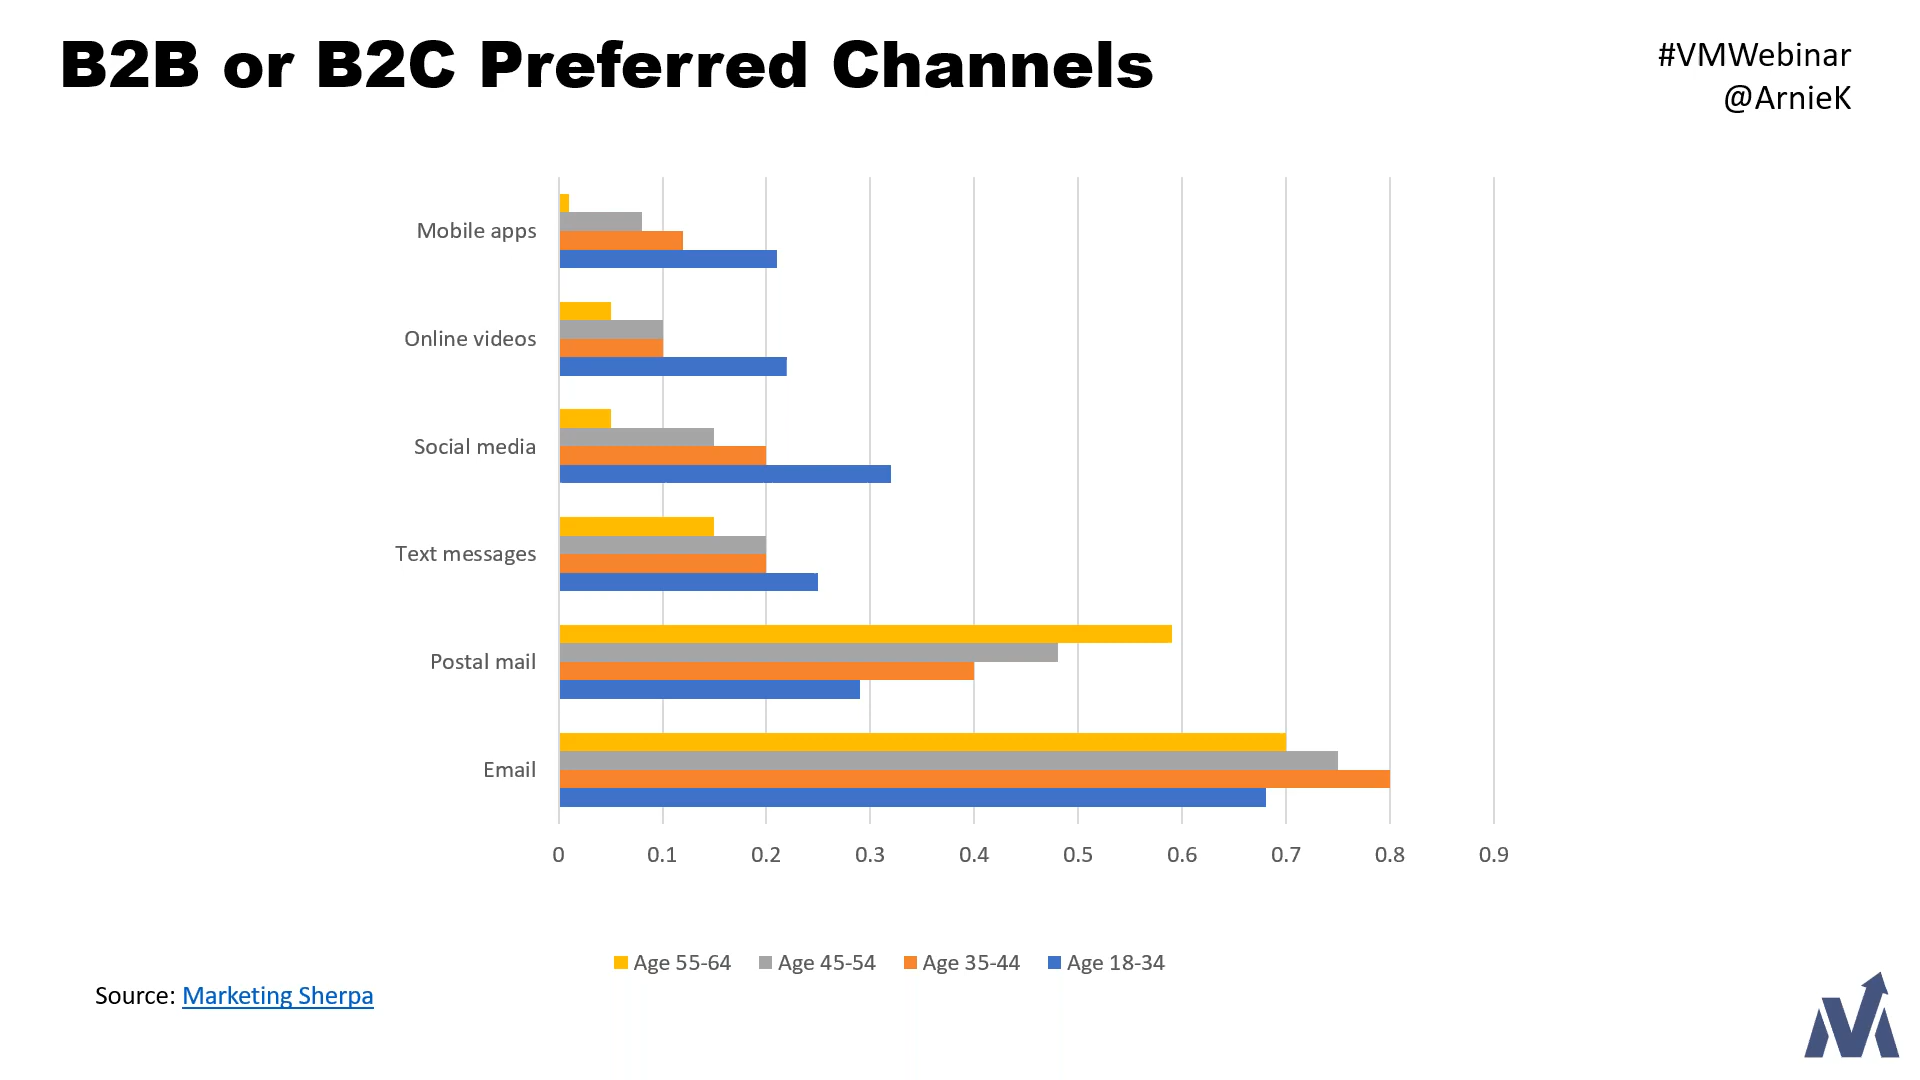 B2B or B2C Preferred Channels
#VMWebinar
@ArnieK
Mobile apps
Online videos
Social media
Text messages
Postal mail
Email
0 0.1 0.2 0.3 0.4 0.5 0.6 0.7 0.8 0.9
Age 55-64 Age 45-54 Age 35-44 Age 18-34
Source: Marketing Sherpa